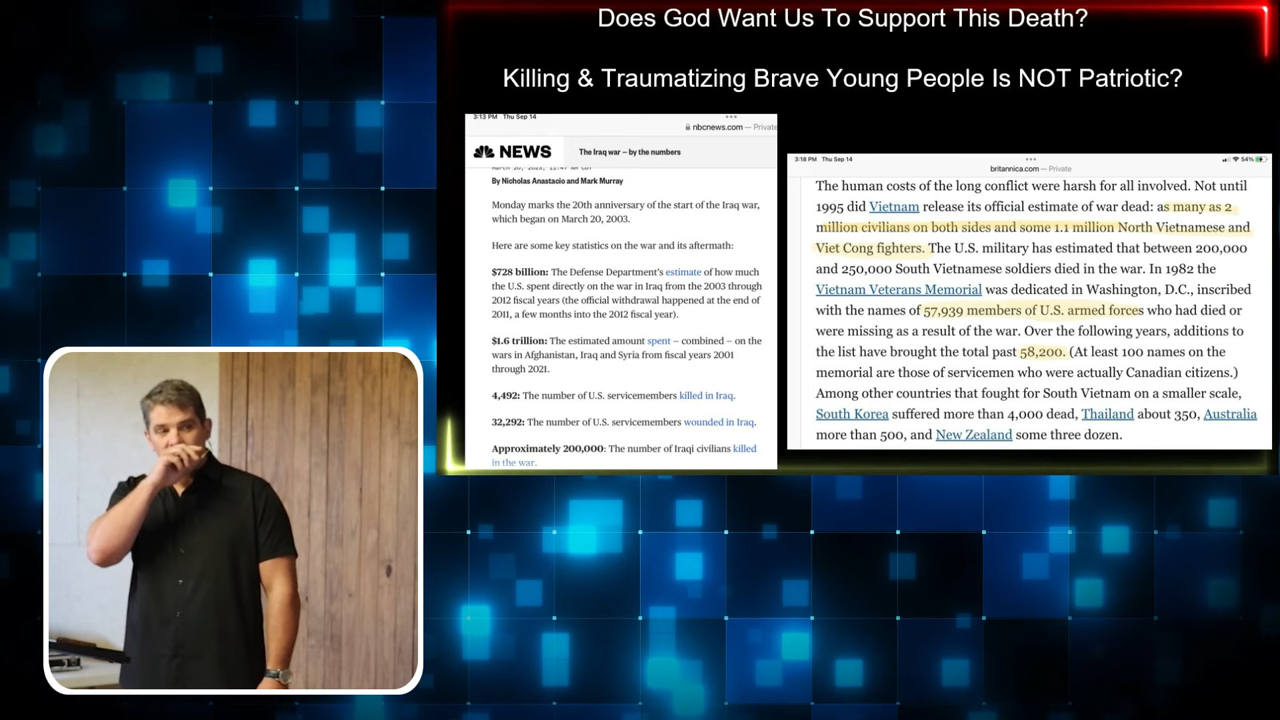 Does God Want Us To Support This Death?
Killing & Traumatizing Brave Young People Is NOT Patriotic?
3:13 PM Thu Sep 14
nbcnews.com — Private
NEWS
The Iraq war – by the numbers
By Nicholas Anastacio and Mark Murray
Monday marks the 20th anniversary of the start of the Iraq war,
which began on March 20, 2003.
Here are some key statistics on the war and its aftermath:
$728 billion: The Defense Department's estimate of how much
the U.S. spent directly on the war in Iraq from the 2003 through
2012 fiscal years (the official withdrawal happened at the end of
2011, a few months into the 2012 fiscal year).
$1.6 trillion: The estimated amount spent – combined – on the
wars in Afghanistan, Iraq and Syria from fiscal years 2001
through 2021.
4,492: The number of U.S. servicemembers killed in Iraq.
32,292: The number of U.S. servicemembers wounded in Iraq.
Approximately 200,000: The number of Iraqi civilians killed
in the war.
3:18 PM Thu Sep 14
54%
britannica.com — Private
The human costs of the long conflict were harsh for all involved. Not until
1995 did Vietnam release its official estimate of war dead: as many as 2
million civilians on both sides and some 1.1 million North Vietnamese and
Viet Cong fighters. The U.S. military has estimated that between 200,000
and 250,000 South Vietnamese soldiers died in the war. In 1982 the
Vietnam Veterans Memorial was dedicated in Washington, D.C., inscribed
with the names of 57,939 members of U.S. armed forces who had died or
were missing as a result of the war. Over the following years, additions to
the list have brought the total past 58,200. (At least 100 names on the
memorial are those of servicemen who were actually Canadian citizens.)
Among other countries that fought for South Vietnam on a smaller scale,
South Korea suffered more than 4,000 dead, Thailand about 350, Australia
more than 500, and New Zealand some three dozen.